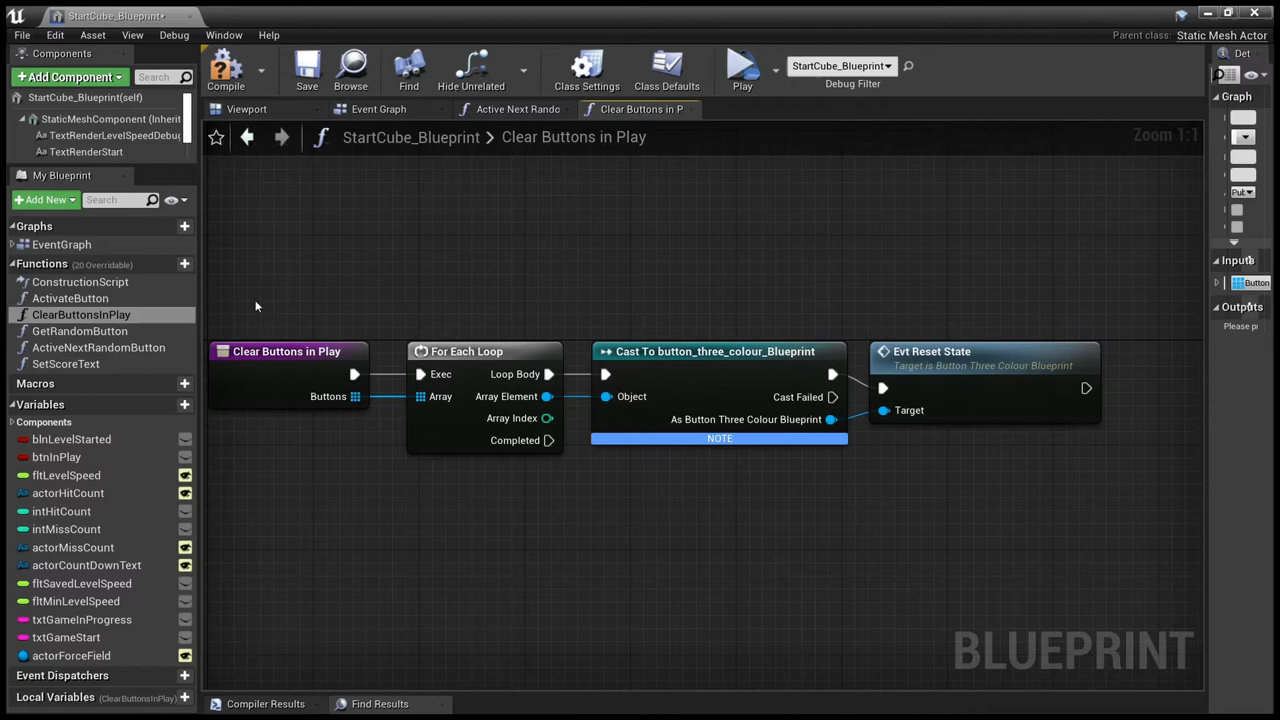 StartCube_Blueprint*
File Edit Asset View Debug Window Help
Parent class: Static Mesh Actor
Components
Add Component
Search
StartCube_Blueprint(self)
StaticMeshComponent (Inherit
TextRenderLevelSpeedDebug
TextRenderStart
My Blueprint
Add New
Search
Graphs
EventGraph
Functions (20 Overridable)
ConstructionScript
ActivateButton
ClearButtonsInPlay
GetRandomButton
ActiveNextRandomButton
SetScoreText
Macros
Variables
Components
blnLevelStarted
btnInPlay
fltLevelSpeed
actorHitCount
intHitCount
intMissCount
actorMissCount
actorCountDownText
fltSavedLevelSpeed
fltMinLevelSpeed
txtGameInProgress
txtGameStart
actorForceField
Event Dispatchers
Local Variables (ClearButtonsInPlay)
Compile
Save
Browse
Find
Hide Unrelated
Class Settings
Class Defaults
Play
StartCube_Blueprint
Debug Filter
Viewport
Event Graph
Active Next Rando
Clear Buttons in P
StartCube_Blueprint > Clear Buttons in Play
Zoom 1:1
Clear Buttons in Play
Buttons
For Each Loop
Exec Loop Body
Array Array Element
Array Index
Completed
Cast To button_three_colour_Blueprint
Cast Failed
Object
As Button Three Colour Blueprint
NOTE
Evt Reset State
Target is Button Three Colour Blueprint
Target
BLUEPRINT
Compiler Results
Find Results
Det
Graph
Pub
Inputs
Button
Outputs
Please pi